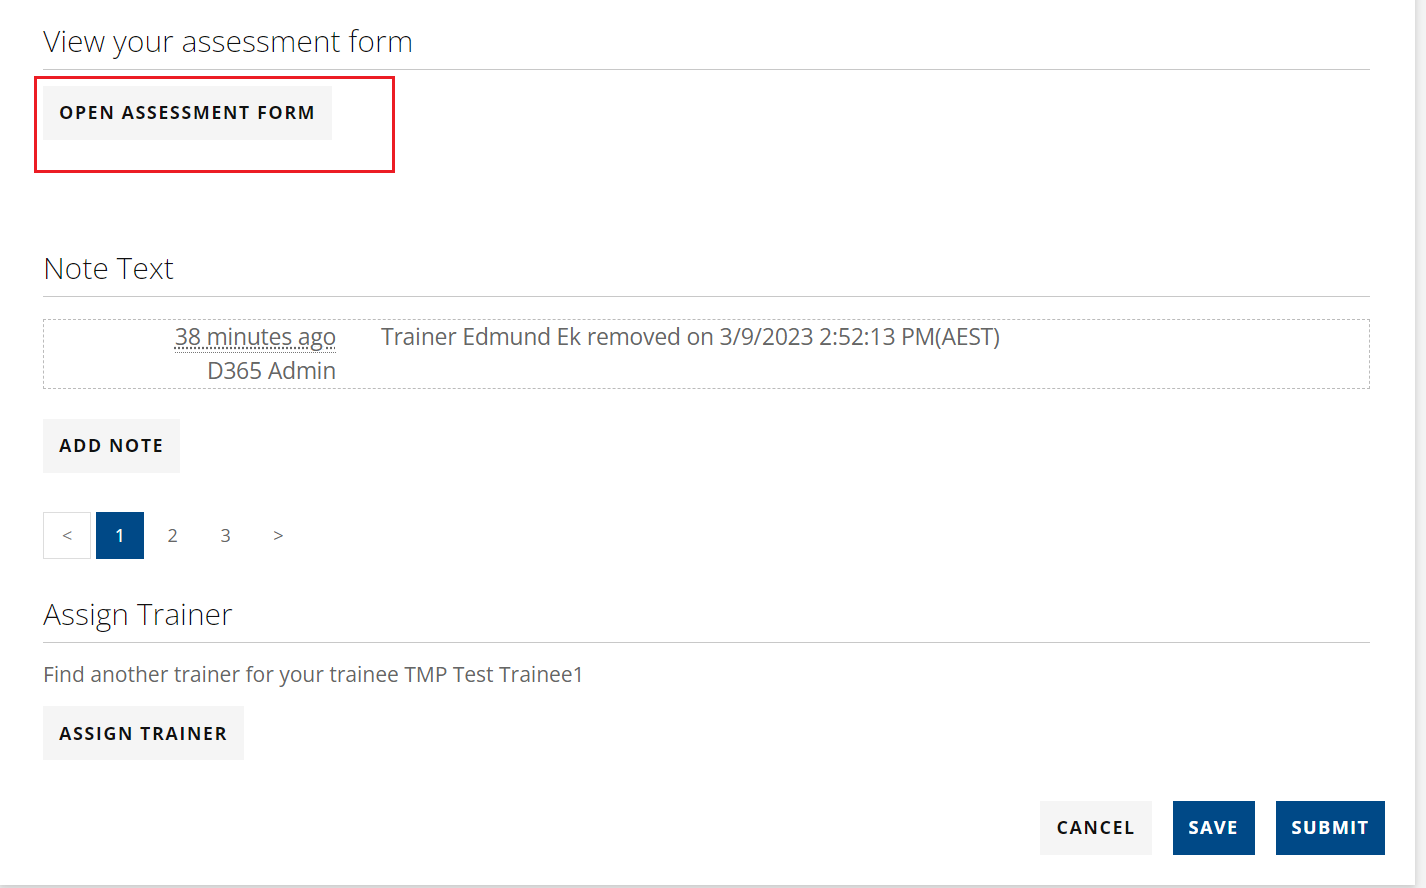 View your assessment form
OPEN ASSESSMENT FORM
Note Text
38 minutes ago Trainer Edmund Ek removed on 3/9/2023 2:52:13 PM(AEST)
D365 Admin
ADD NOTE
< 1 2 3 >
Assign Trainer
Find another trainer for your trainee TMP Test Trainee1
ASSIGN TRAINER
CANCEL SAVE SUBMIT